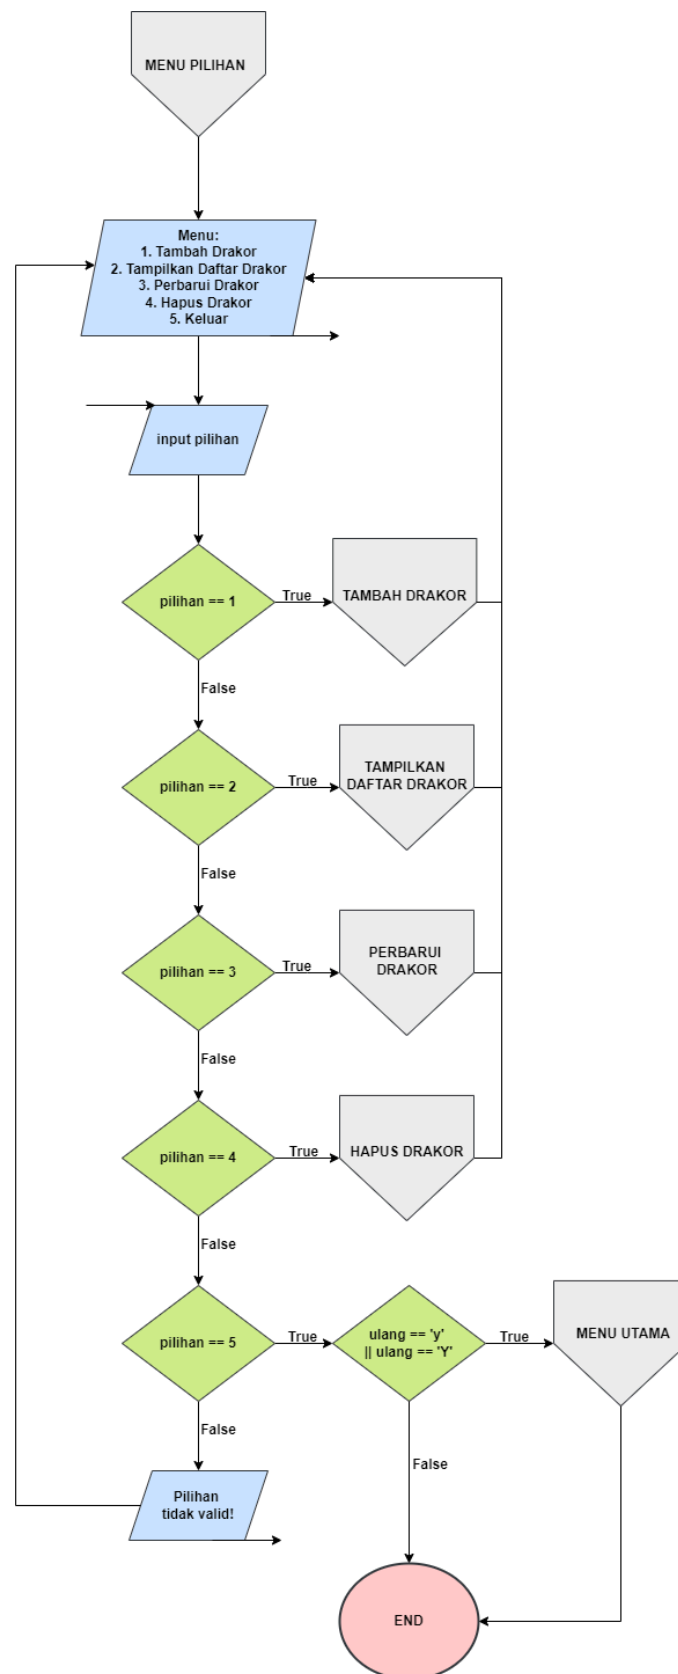 MENU PILIHAN
Menu:
1. Tambah Drakor
2. Tampilkan Daftar Drakor
3. Perbarui Drakor
4. Hapus Drakor
5. Keluar
input pilihan
pilihan == 1
True
TAMBAH DRAKOR
False
pilihan == 2
True
TAMPILKAN
DAFTAR DRAKOR
False
pilihan == 3
True
PERBARUI
DRAKOR
False
pilihan == 4
True
HAPUS DRAKOR
False
pilihan == 5
True
ulang == 'y'
|| ulang == 'Y'
True
MENU UTAMA
False
False
Pilihan
tidak valid!
END